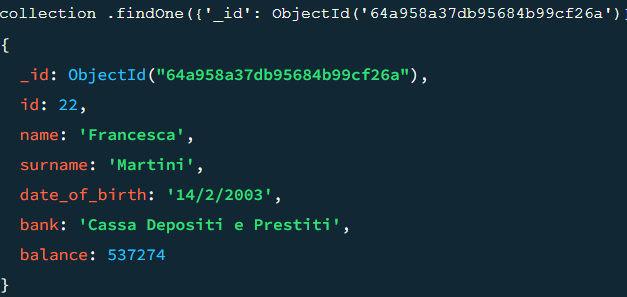 collection .findOne({'_id': ObjectId('64a958a37db95684b99cf26a')}
{
_id: ObjectId("64a958a37db95684b99cf26a"),
id: 22,
name: 'Francesca',
surname: 'Martini',
date_of_birth: '14/2/2003',
bank: 'Cassa Depositi e Prestiti',
balance: 537274
}